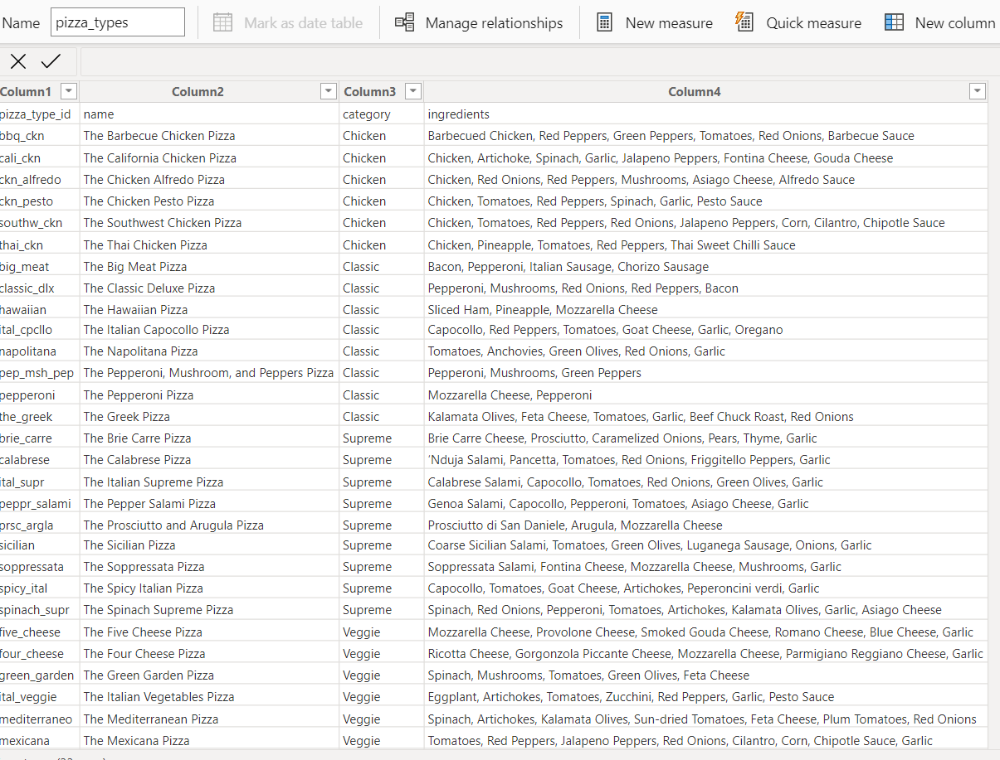 Name pizza_types Mark as date table Manage relationships New measure Quick measure New column
Column1 Column2 Column3 Column4
pizza_type_id name category ingredients
bbq_ckn The Barbecue Chicken Pizza Chicken Barbecued Chicken, Red Peppers, Green Peppers, Tomatoes, Red Onions, Barbecue Sauce
cali_ckn The California Chicken Pizza Chicken Chicken, Artichoke, Spinach, Garlic, Jalapeno Peppers, Fontina Cheese, Gouda Cheese
ckn_alfredo The Chicken Alfredo Pizza Chicken Chicken, Red Onions, Red Peppers, Mushrooms, Asiago Cheese, Alfredo Sauce
ckn_pesto The Chicken Pesto Pizza Chicken Chicken, Tomatoes, Red Peppers, Spinach, Garlic, Pesto Sauce
southw_ckn The Southwest Chicken Pizza Chicken Chicken, Tomatoes, Red Peppers, Red Onions, Jalapeno Peppers, Corn, Cilantro, Chipotle Sauce
thai_ckn The Thai Chicken Pizza Chicken Chicken, Pineapple, Tomatoes, Red Peppers, Thai Sweet Chilli Sauce
big_meat The Big Meat Pizza Classic Bacon, Pepperoni, Italian Sausage, Chorizo Sausage
classic_dlx The Classic Deluxe Pizza Classic Pepperoni, Mushrooms, Red Onions, Red Peppers, Bacon
hawaiian The Hawaiian Pizza Classic Sliced Ham, Pineapple, Mozzarella Cheese
ital_cpcllo The Italian Capocollo Pizza Classic Capocollo, Red Peppers, Tomatoes, Goat Cheese, Garlic, Oregano
napolitana The Napolitana Pizza Classic Tomatoes, Anchovies, Green Olives, Red Onions, Garlic
pep_msh_pep The Pepperoni, Mushroom, and Peppers Pizza Classic Pepperoni, Mushrooms, Green Peppers
pepperoni The Pepperoni Pizza Classic Mozzarella Cheese, Pepperoni
the_greek The Greek Pizza Classic Kalamata Olives, Feta Cheese, Tomatoes, Garlic, Beef Chuck Roast, Red Onions
brie_carre The Brie Carre Pizza Supreme Brie Carre Cheese, Prosciutto, Caramelized Onions, Pears, Thyme, Garlic
calabrese The Calabrese Pizza Supreme ‘Nduja Salami, Pancetta, Tomatoes, Red Onions, Friggitello Peppers, Garlic
ital_supr The Italian Supreme Pizza Supreme Calabrese Salami, Capocollo, Tomatoes, Red Onions, Green Olives, Garlic
peppr_salami The Pepper Salami Pizza Supreme Genoa Salami, Capocollo, Pepperoni, Tomatoes, Asiago Cheese, Garlic
prsc_argla The Prosciutto and Arugula Pizza Supreme Prosciutto di San Daniele, Arugula, Mozzarella Cheese
sicilian The Sicilian Pizza Supreme Coarse Sicilian Salami, Tomatoes, Green Olives, Luganega Sausage, Onions, Garlic
soppressata The Soppressata Pizza Supreme Soppressata Salami, Fontina Cheese, Mozzarella Cheese, Mushrooms, Garlic
spicy_ital The Spicy Italian Pizza Supreme Capocollo, Tomatoes, Goat Cheese, Artichokes, Peperoncini verdi, Garlic
spinach_supr The Spinach Supreme Pizza Supreme Spinach, Red Onions, Pepperoni, Tomatoes, Artichokes, Kalamata Olives, Garlic, Asiago Cheese
five_cheese The Five Cheese Pizza Veggie Mozzarella Cheese, Provolone Cheese, Smoked Gouda Cheese, Romano Cheese, Blue Cheese, Garlic
four_cheese The Four Cheese Pizza Veggie Ricotta Cheese, Gorgonzola Piccante Cheese, Mozzarella Cheese, Parmigiano Reggiano Cheese, Garlic
green_garden The Green Garden Pizza Veggie Spinach, Mushrooms, Tomatoes, Green Olives, Feta Cheese
ital_veggie The Italian Vegetables Pizza Veggie Eggplant, Artichokes, Tomatoes, Zucchini, Red Peppers, Garlic, Pesto Sauce
mediterraneo The Mediterranean Pizza Veggie Spinach, Artichokes, Kalamata Olives, Sun-dried Tomatoes, Feta Cheese, Plum Tomatoes, Red Onions
mexicana The Mexicana Pizza Veggie Tomatoes, Red Peppers, Jalapeno Peppers, Red Onions, Cilantro, Corn, Chipotle Sauce, Garlic